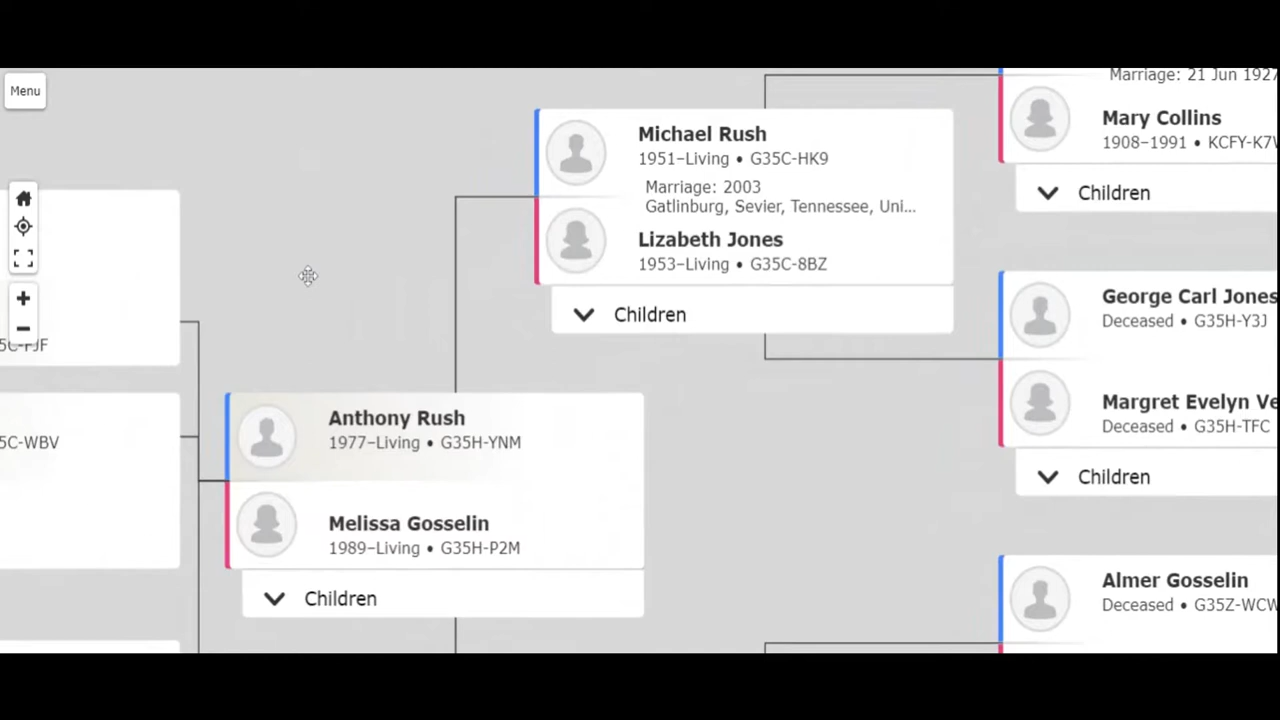 Menu
Marriage: 21 Jun 1927
Mary Collins
1908–1991 • KCFY-K7
Children
Michael Rush
1951–Living • G35C-HK9
Marriage: 2003
Gatlinburg, Sevier, Tennessee, Uni...
Lizabeth Jones
1953–Living • G35C-8BZ
Children
George Carl Jones
Deceased • G35H-Y3J
Margret Evelyn Ve
Deceased • G35H-TFC
Children
5C-FJF
5C-WBV
Anthony Rush
1977–Living • G35H-YNM
Melissa Gosselin
1989–Living • G35H-P2M
Children
Almer Gosselin
Deceased • G35Z-WCW